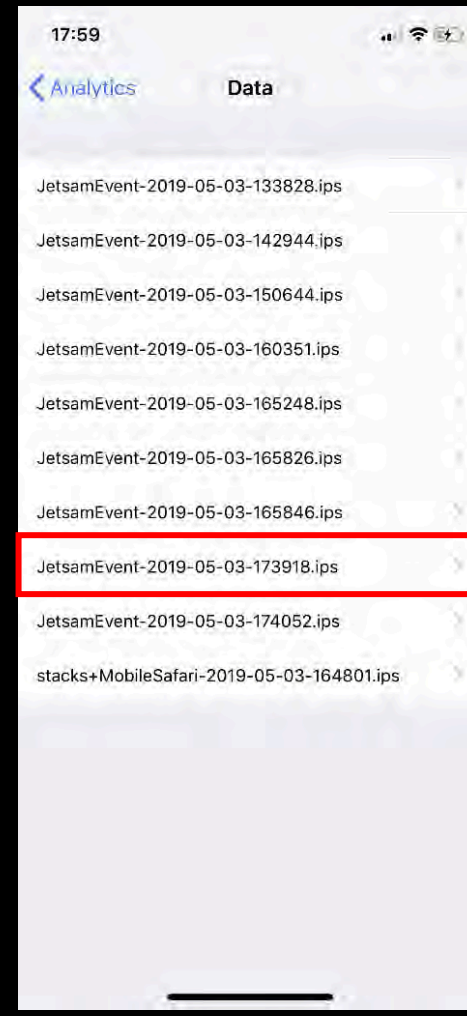 17:59
Analytics
Data
JetsamEvent-2019-05-03-133828.ips
JetsamEvent-2019-05-03-142944.ips
JetsamEvent-2019-05-03-150644.ips
JetsamEvent-2019-05-03-160351.ips
JetsamEvent-2019-05-03-165248.ips
JetsamEvent-2019-05-03-165826.ips
JetsamEvent-2019-05-03-165846.ips
JetsamEvent-2019-05-03-173918.ips
JetsamEvent-2019-05-03-174052.ips
stacks+MobileSafari-2019-05-03-164801.ips